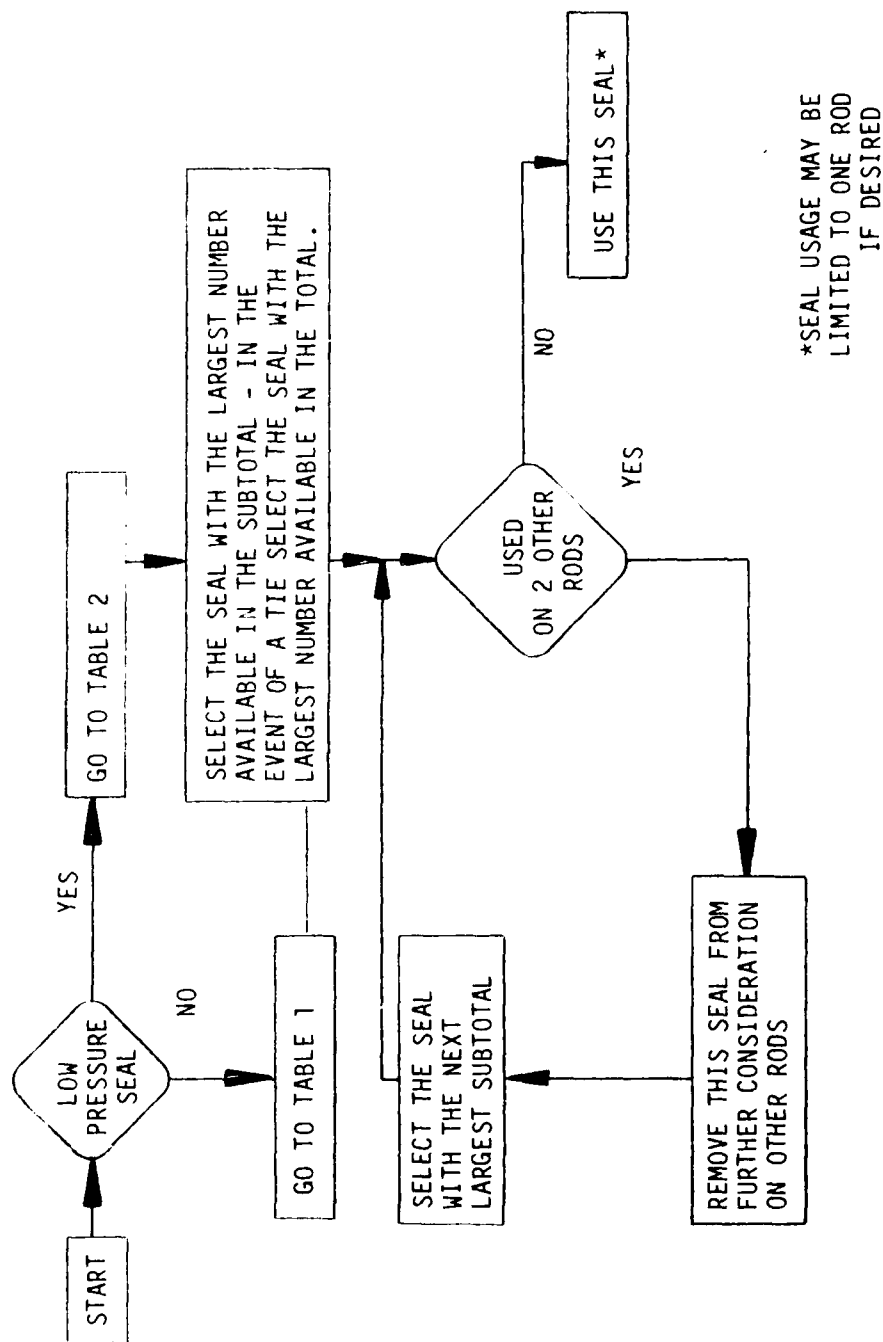 START
LOW
PRESSURE
SEAL
YES
NO
GO TO TABLE 2
GO TO TABLE 1
SELECT THE SEAL WITH THE LARGEST NUMBER
AVAILABLE IN THE SUBTOTAL - IN THE
EVENT OF A TIE SELECT THE SEAL WITH THE
LARGEST NUMBER AVAILABLE IN THE TOTAL.
SELECT THE SEAL
WITH THE NEXT
LARGEST SUBTOTAL
USED
ON 2 OTHER
RODS
NO
YES
USE THIS SEAL*
REMOVE THIS SEAL FROM
FURTHER CONSIDERATION
ON OTHER RODS
*SEAL USAGE MAY BE
LIMITED TO ONE ROD
IF DESIRED